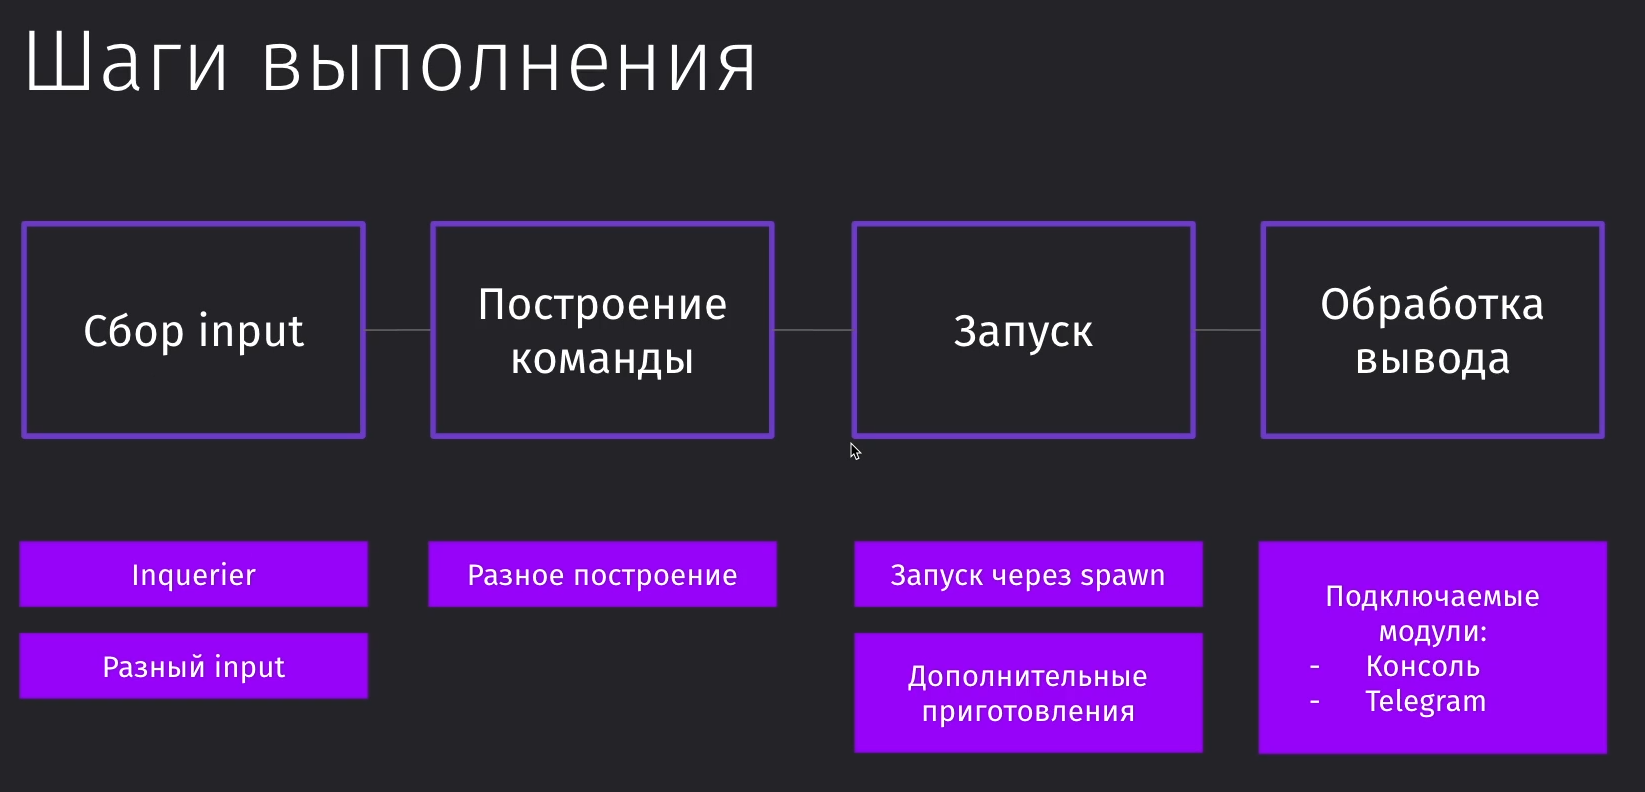 Шаги выполнения
Сбор input
Построение
команды
Запуск
Обработка
вывода
Inquerier
Разный input
Разное построение
Запуск через spawn
Дополнительные
приготовления
Подключаемые
модули:
- Консоль
- Telegram